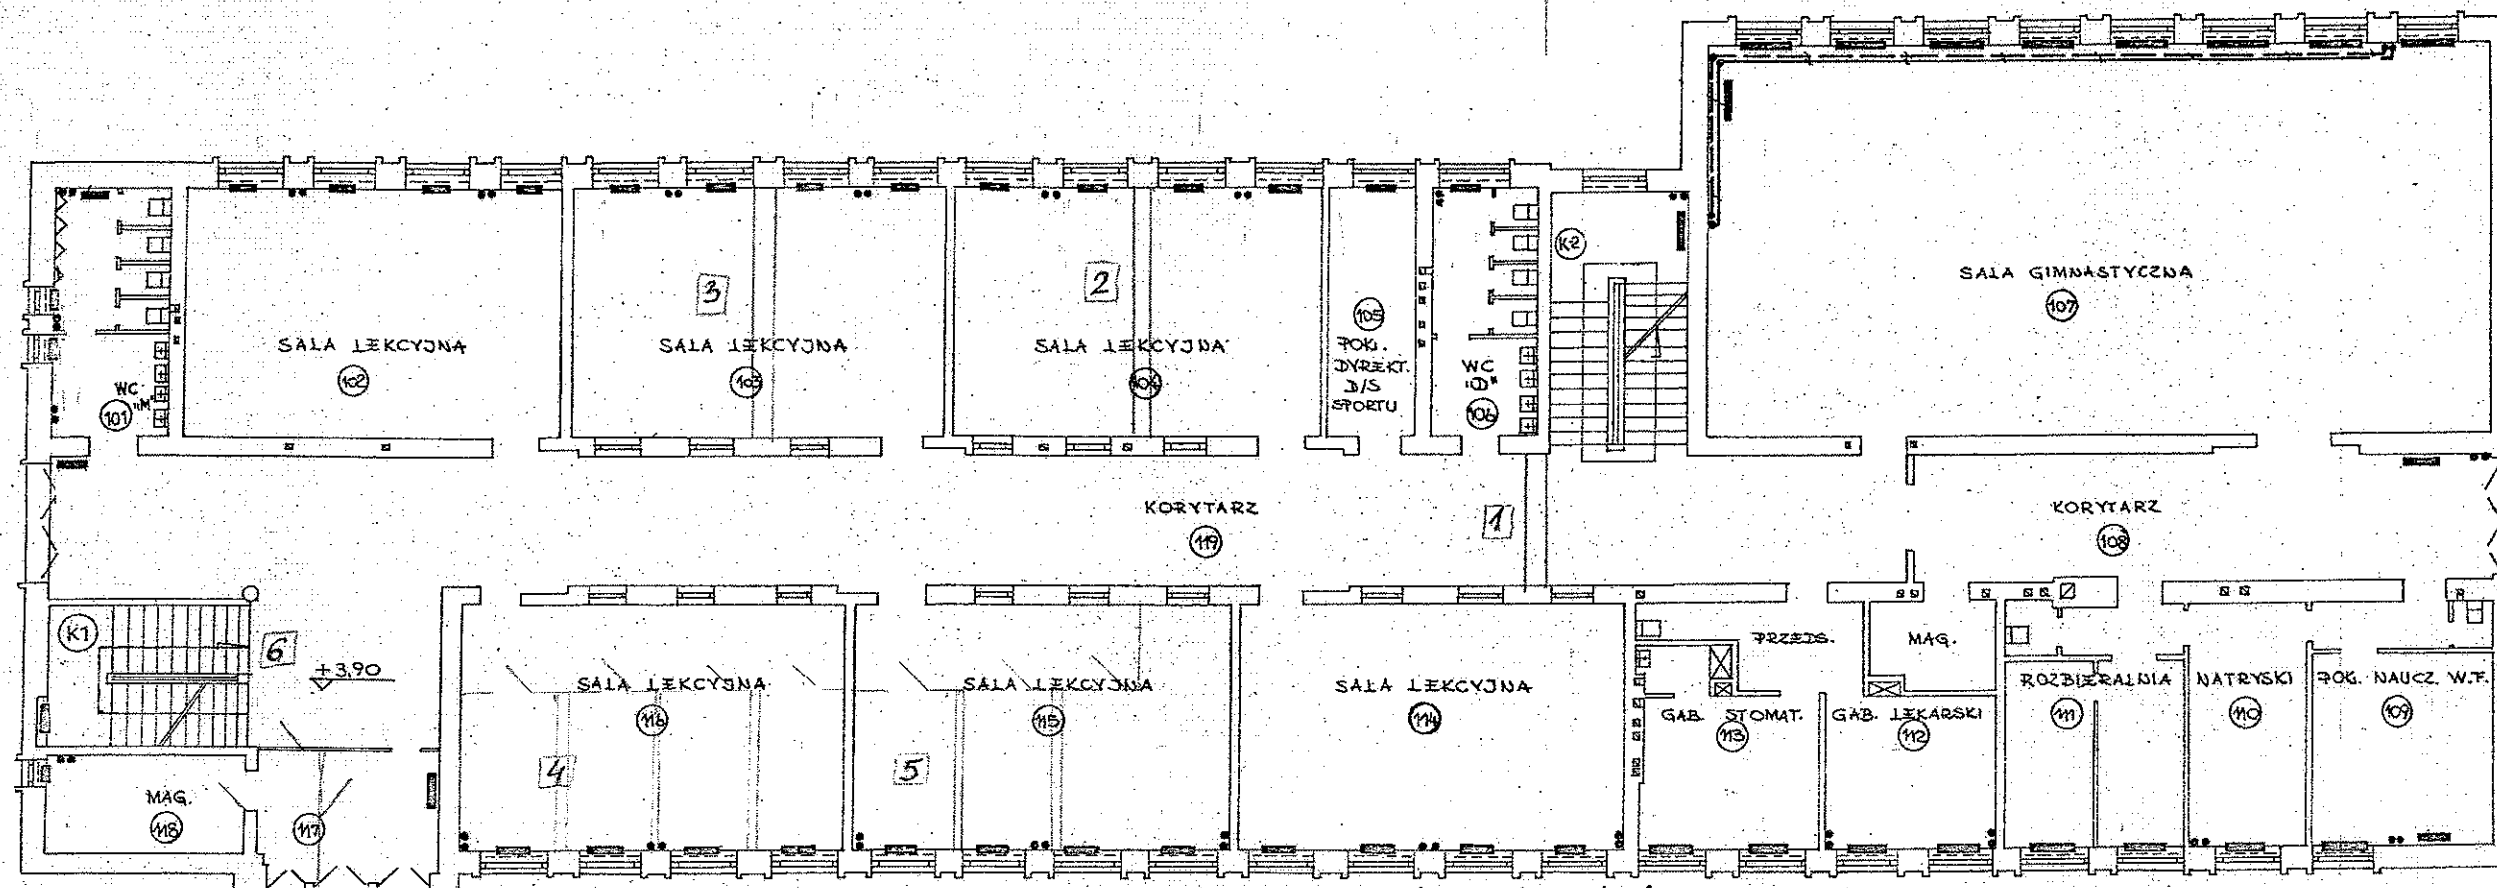 SALA GIMNASTYCZNA
107
K-2
3
2
105
POK.
DYREKT.
D/S
SPORTU
SALA LEKCYJNA
102
SALA LEKCYJNA
103
SALA LEKCYJNA
104
WC
"M"
101
WC
"D"
106
KORYTARZ
119
1
KORYTARZ
108
K1
6
+3,90
PRZEDS.
MAG.
SALA LEKCYJNA
116
SALA LEKCYJNA
115
SALA LEKCYJNA
114
GAB. STOMAT.
113
GAB. LEKARSKI
112
ROZBIERALNIA
111
NATRYSKI
110
POK. NAUCZ. W.F.
109
4
5
MAG.
118
117